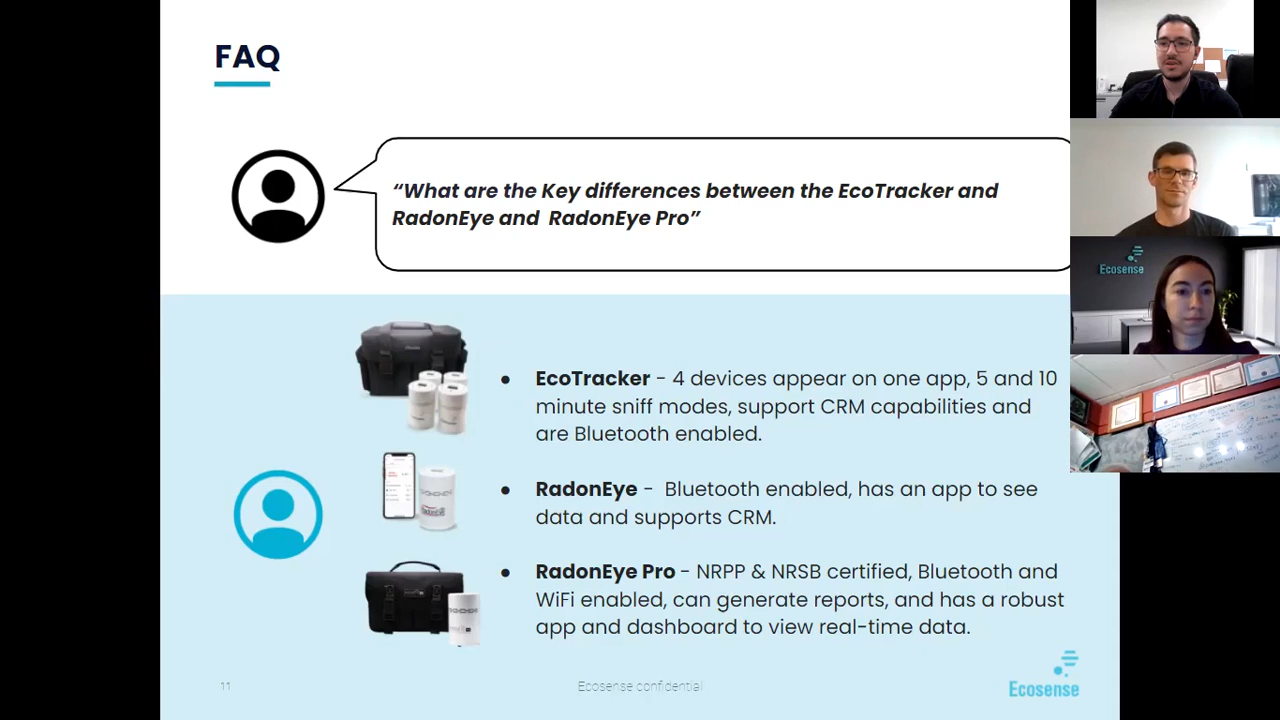 FAQ
“What are the Key differences between the EcoTracker and
RadonEye and RadonEye Pro”
● EcoTracker - 4 devices appear on one app, 5 and 10
minute sniff modes, support CRM capabilities and
are Bluetooth enabled.
● RadonEye - Bluetooth enabled, has an app to see
data and supports CRM.
● RadonEye Pro - NRPP & NRSB certified, Bluetooth and
WiFi enabled, can generate reports, and has a robust
app and dashboard to view real-time data.
11
Ecosense confidential
Ecosense
Ecosense